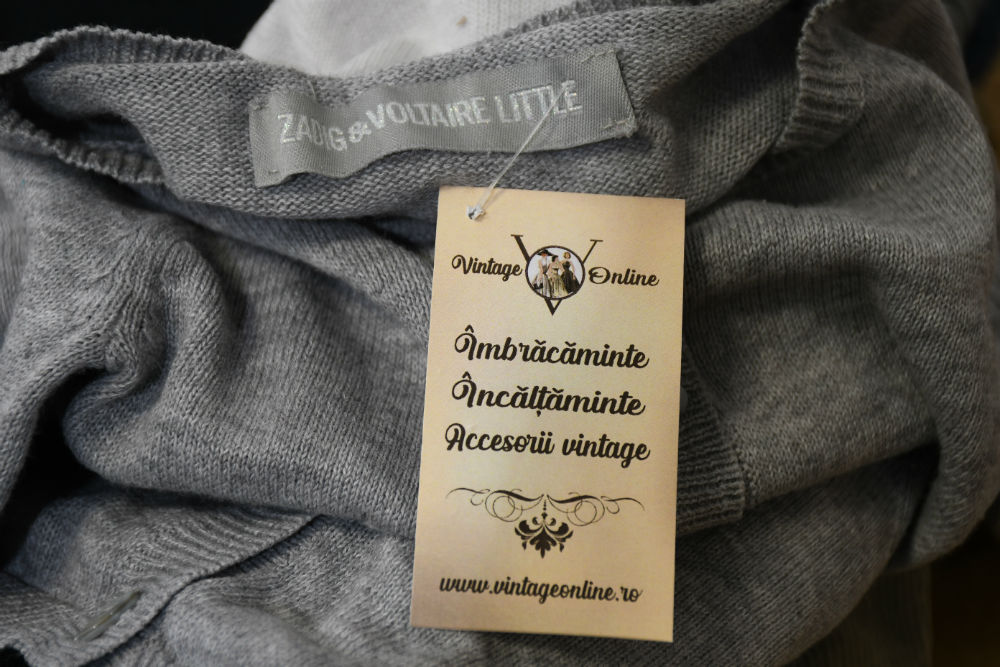 ZADIG&VOLTAIRE LITTLE
Vintage Online
Îmbrăcăminte
Încălțăminte
Accesorii vintage
www.vintageonline.ro